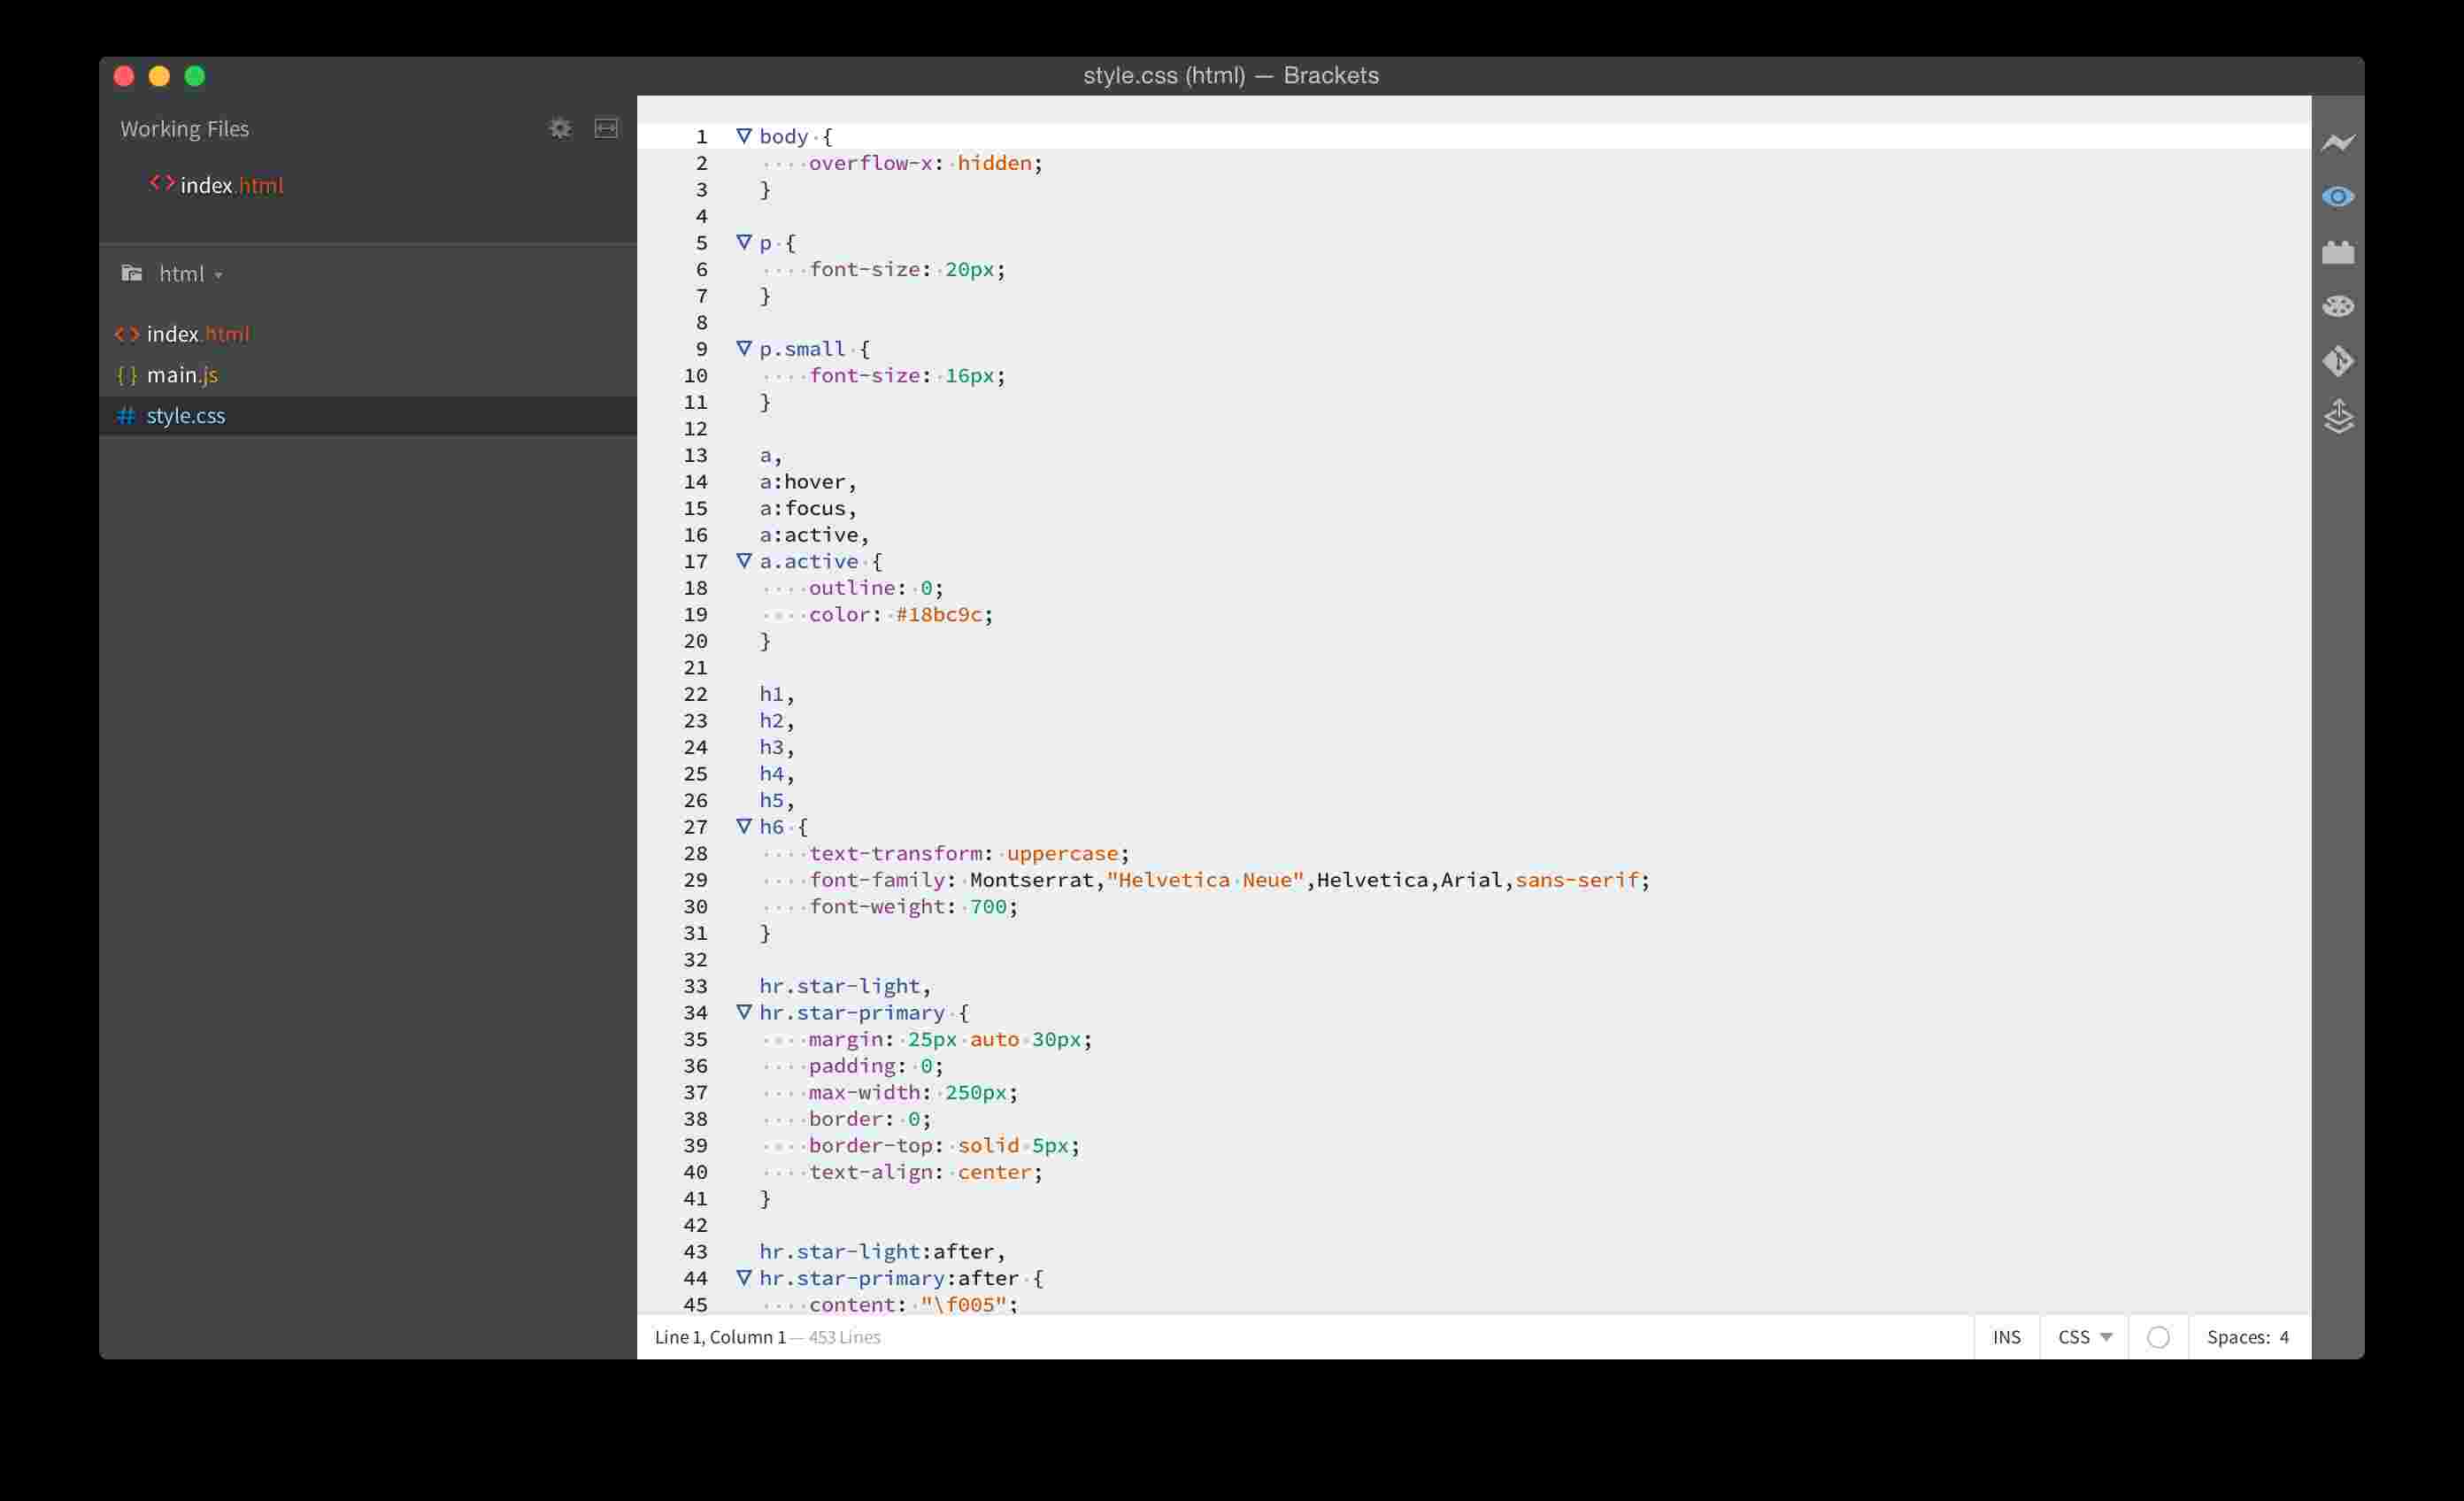 style.css (html) — Brackets
Working Files
index.html
html
index.html
main.js
style.css
1 body {
2 overflow-x: hidden;
3 }
4
5 p {
6 font-size: 20px;
7 }
8
9 p.small {
10 font-size: 16px;
11 }
12
13 a,
14 a:hover,
15 a:focus,
16 a:active,
17 a.active {
18 outline: 0;
19 color: #18bc9c;
20 }
21
22 h1,
23 h2,
24 h3,
25 h4,
26 h5,
27 h6 {
28 text-transform: uppercase;
29 font-family: Montserrat,"Helvetica Neue",Helvetica,Arial,sans-serif;
30 font-weight: 700;
31 }
32
33 hr.star-light,
34 hr.star-primary {
35 margin: 25px auto 30px;
36 padding: 0;
37 max-width: 250px;
38 border: 0;
39 border-top: solid 5px;
40 text-align: center;
41 }
42
43 hr.star-light:after,
44 hr.star-primary:after {
45 content: "\f005";
Line 1, Column 1 — 453 Lines
INS
CSS
Spaces: 4